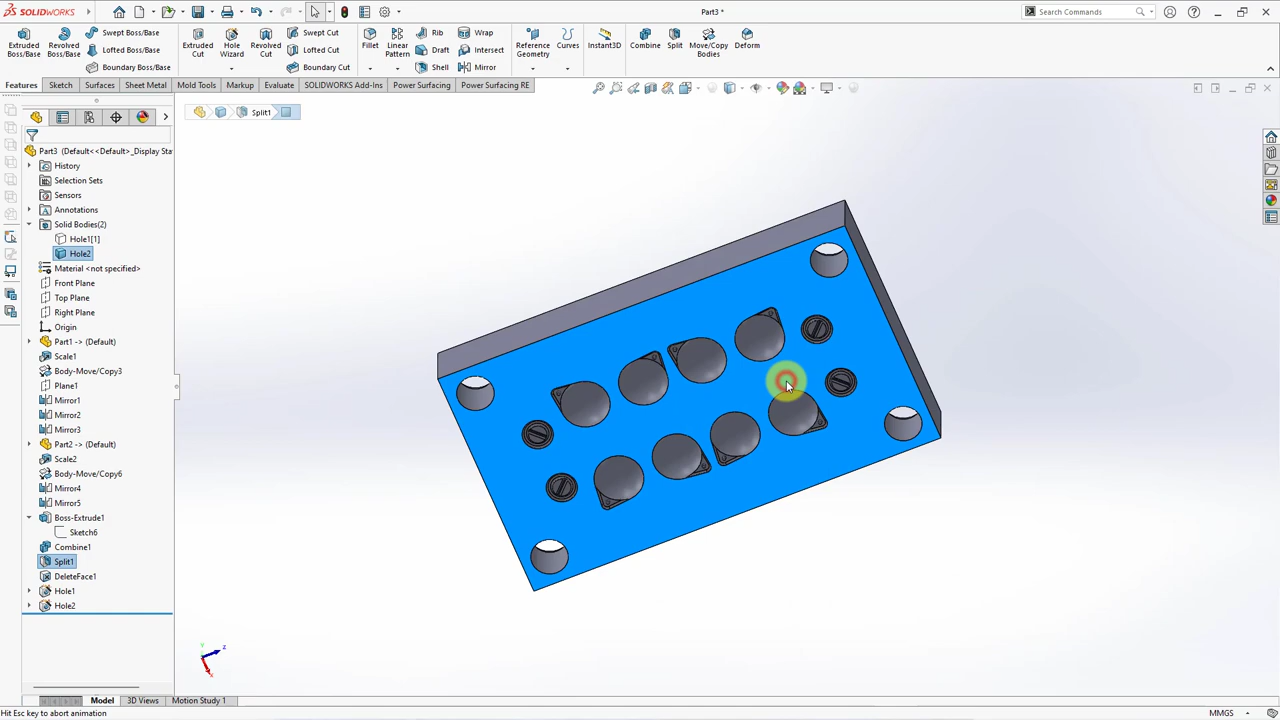 SOLIDWORKS
Part3 *
Search Commands
Extruded Boss/Base
Revolved Boss/Base
Swept Boss/Base
Lofted Boss/Base
Boundary Boss/Base
Extruded Cut
Hole Wizard
Revolved Cut
Swept Cut
Lofted Cut
Boundary Cut
Fillet
Linear Pattern
Rib
Draft
Shell
Wrap
Intersect
Mirror
Reference Geometry
Curves
Instant3D
Combine
Split
Move/Copy Bodies
Deform
Features
Sketch
Surfaces
Sheet Metal
Mold Tools
Markup
Evaluate
SOLIDWORKS Add-Ins
Power Surfacing
Power Surfacing RE
Split1
Part3 (Default<<Default>_Display Sta
History
Selection Sets
Sensors
Annotations
Solid Bodies(2)
Hole1[1]
Hole2
Material <not specified>
Front Plane
Top Plane
Right Plane
Origin
Part1 -> (Default)
Scale1
Body-Move/Copy3
Plane1
Mirror1
Mirror2
Mirror3
Part2 -> (Default)
Scale2
Body-Move/Copy6
Mirror4
Mirror5
Boss-Extrude1
Sketch6
Combine1
Split1
DeleteFace1
Hole1
Hole2
Y
Z
X
Model
3D Views
Motion Study 1
Hit Esc key to abort animation
MMGS